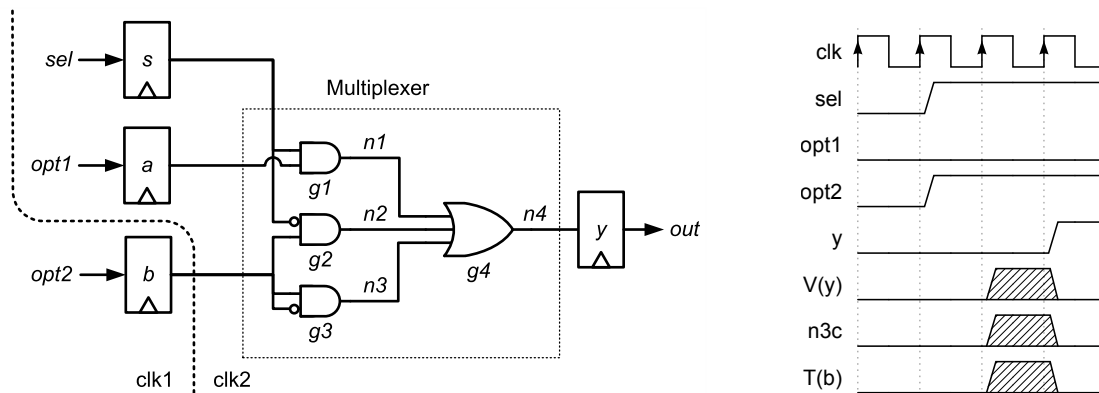 sel
s
Multiplexer
opt1
a
n1
g1
n2
g2
n4
y
out
g4
opt2
b
n3
g3
clk1
clk2
clk
sel
opt1
opt2
y
V(y)
n3c
T(b)